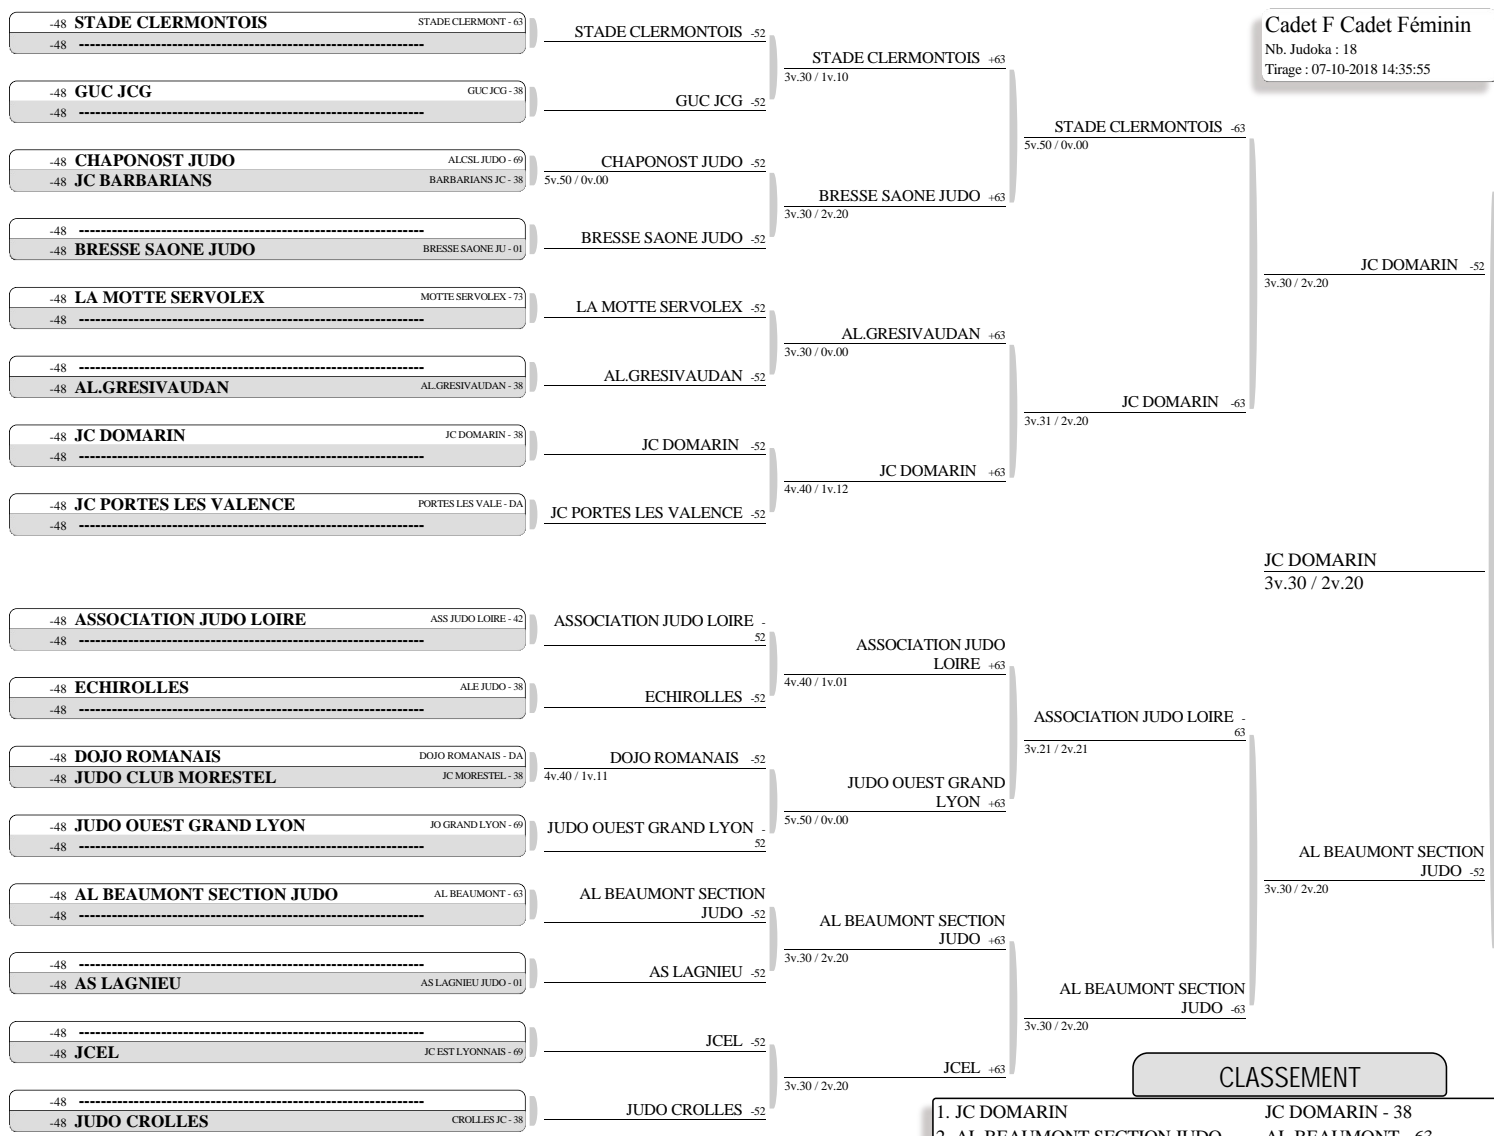 -48 STADE CLERMONTOIS STADE CLERMONT - 63
-48 ----------------------------------------------------------------
-48 GUC JCG GUC JCG - 38
-48 ----------------------------------------------------------------
-48 CHAPONOST JUDO ALCSL JUDO - 69
-48 JC BARBARIANS BARBARIANS JC - 38
-48 ----------------------------------------------------------------
-48 BRESSE SAONE JUDO BRESSE SAONE JU - 01
-48 LA MOTTE SERVOLEX MOTTE SERVOLEX - 73
-48 ----------------------------------------------------------------
-48 ----------------------------------------------------------------
-48 AL.GRESIVAUDAN AL.GRESIVAUDAN - 38
-48 JC DOMARIN JC DOMARIN - 38
-48 ----------------------------------------------------------------
-48 JC PORTES LES VALENCE PORTES LES VALE - DA
-48 ----------------------------------------------------------------
-48 ASSOCIATION JUDO LOIRE ASS JUDO LOIRE - 42
-48 ----------------------------------------------------------------
-48 ECHIROLLES ALE JUDO - 38
-48 ----------------------------------------------------------------
-48 DOJO ROMANAIS DOJO ROMANAIS - DA
-48 JUDO CLUB MORESTEL JC MORESTEL - 38
-48 JUDO OUEST GRAND LYON JO GRAND LYON - 69
-48 ----------------------------------------------------------------
-48 AL BEAUMONT SECTION JUDO AL BEAUMONT - 63
-48 ----------------------------------------------------------------
-48 ----------------------------------------------------------------
-48 AS LAGNIEU AS LAGNIEU JUDO - 01
-48 ----------------------------------------------------------------
-48 JCEL JC EST LYONNAIS - 69
-48 ----------------------------------------------------------------
-48 JUDO CROLLES CROLLES JC - 38
STADE CLERMONTOIS -52
GUC JCG -52
CHAPONOST JUDO -52
5v.50 / 0v.00
BRESSE SAONE JUDO -52
LA MOTTE SERVOLEX -52
AL.GRESIVAUDAN -52
JC DOMARIN -52
JC PORTES LES VALENCE -52
ASSOCIATION JUDO LOIRE -
52
ECHIROLLES -52
DOJO ROMANAIS -52
4v.40 / 1v.11
JUDO OUEST GRAND LYON -
52
AL BEAUMONT SECTION
JUDO -52
AS LAGNIEU -52
JCEL -52
JUDO CROLLES -52
STADE CLERMONTOIS +63
3v.30 / 1v.10
BRESSE SAONE JUDO +63
3v.30 / 2v.20
AL.GRESIVAUDAN +63
3v.30 / 0v.00
JC DOMARIN +63
4v.40 / 1v.12
ASSOCIATION JUDO
LOIRE +63
4v.40 / 1v.01
JUDO OUEST GRAND
LYON +63
5v.50 / 0v.00
AL BEAUMONT SECTION
JUDO +63
3v.30 / 2v.20
JCEL +63
3v.30 / 2v.20
STADE CLERMONTOIS -63
5v.50 / 0v.00
JC DOMARIN -63
3v.31 / 2v.20
ASSOCIATION JUDO LOIRE -
63
3v.21 / 2v.21
AL BEAUMONT SECTION
JUDO -63
3v.30 / 2v.20
Cadet F Cadet Féminin
Nb. Judoka : 18
Tirage : 07-10-2018 14:35:55
JC DOMARIN -52
3v.30 / 2v.20
JC DOMARIN
3v.30 / 2v.20
AL BEAUMONT SECTION
JUDO -52
3v.30 / 2v.20
CLASSEMENT
1. JC DOMARIN JC DOMARIN - 38
2. AL BEAUMONT SECTION JUDO AL BEAUMONT - 63